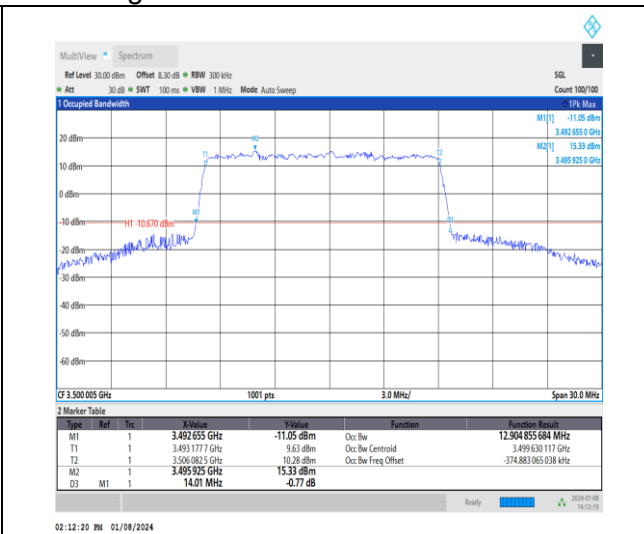 MultiView Spectrum
Ref Level 30.00 dBm Offset 8.30 dB RBW 300 kHz SGL
Att 30 dB SWT 100 ms VBW 1 MHz Mode Auto Sweep Count 100/100
1 Occupied Bandwidth 1Pk Max
M1[1] -11.05 dBm
3.492 655 0 GHz
M2[1] 15.33 dBm
3.495 925 0 GHz
20 dBm
M2
T1
T2
10 dBm
0 dBm
M1
-10 dBm
H1 -10.670 dBm
D3
-20 dBm
-30 dBm
-40 dBm
-50 dBm
-60 dBm
CF 3.500 005 GHz 1001 pts 3.0 MHz/ Span 30.0 MHz
2 Marker Table
Type Ref Trc X-Value Y-Value Function Function Result
M1 1 3.492 655 GHz -11.05 dBm Occ Bw 12.904 855 684 MHz
T1 1 3.493 177 7 GHz 9.63 dBm Occ Bw Centroid 3.499 630 117 GHz
T2 1 3.506 082 5 GHz 10.28 dBm Occ Bw Freq Offset -374.883 065 038 kHz
M2 1 3.495 925 GHz 15.33 dBm
D3 M1 1 14.01 MHz -0.77 dB
Ready 2024-01-08
14:12:19
02:12:20 PM 01/08/2024